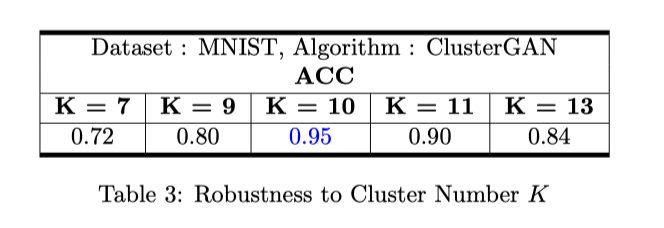 Dataset : MNIST, Algorithm : ClusterGAN
ACC
K = 7 K = 9 K = 10 K = 11 K = 13
0.72 0.80 0.95 0.90 0.84
Table 3: Robustness to Cluster Number K